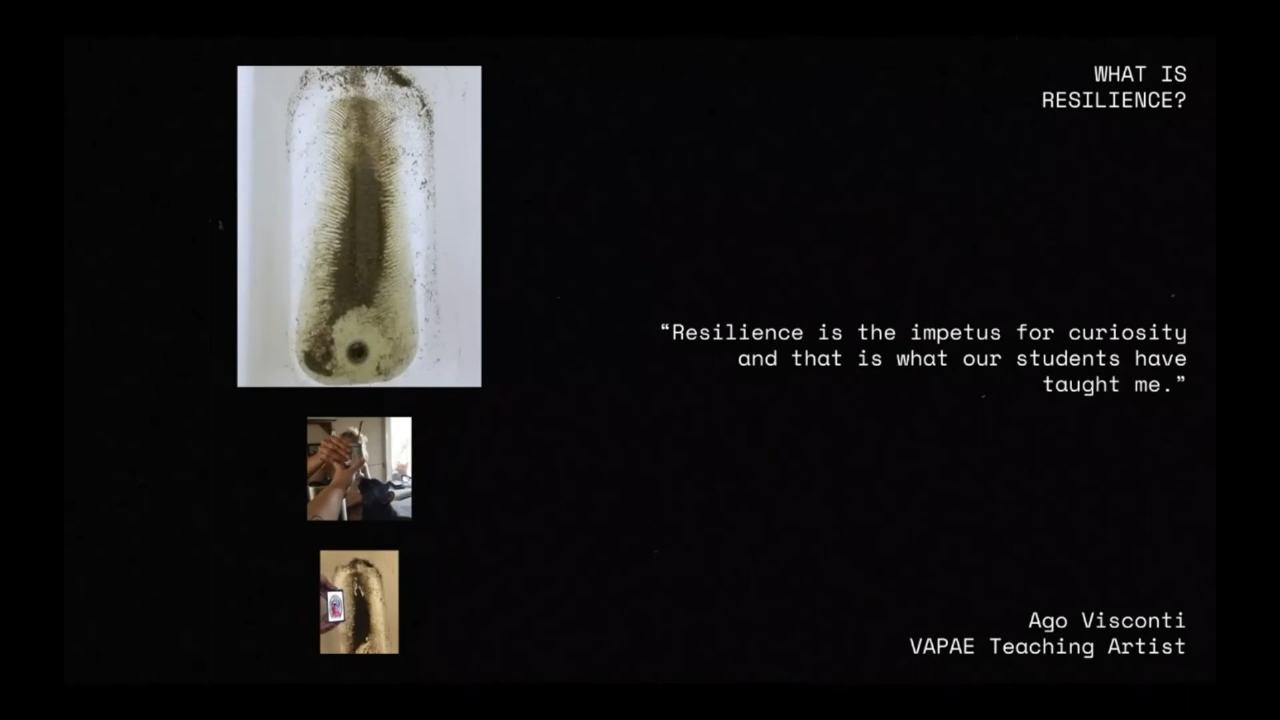 WHAT IS
RESILIENCE?
“Resilience is the impetus for curiosity
and that is what our students have
taught me.”
Ago Visconti
VAPAE Teaching Artist